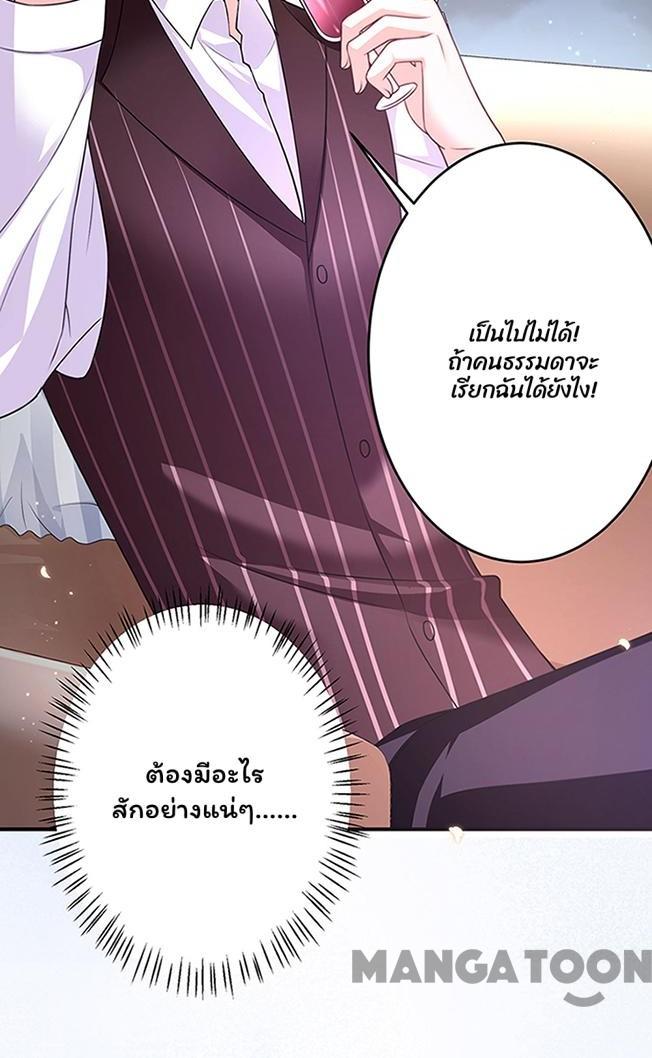 เป็นไปไม่ได้!
ถ้าคนธรรมดาจะ
เรียกฉันได้ยังไง!
ต้องมีอะไร
สักอย่างแน่ๆ......
MANGATOON